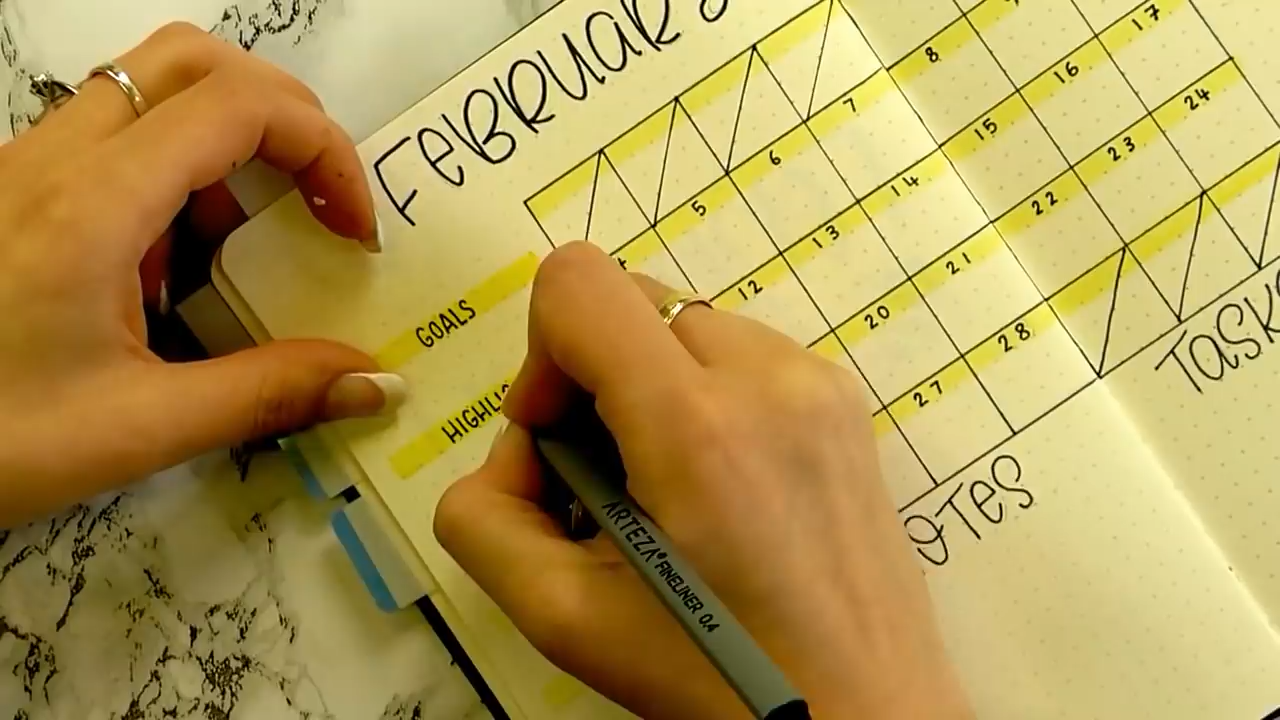 FeBRUaR
5 6 7 8
12 13 14 15 16 17
20 21 22 23 24
27 28
GOALS
HIGHLI
OTes
TasK
ARTEZA® FINELINER 0.4